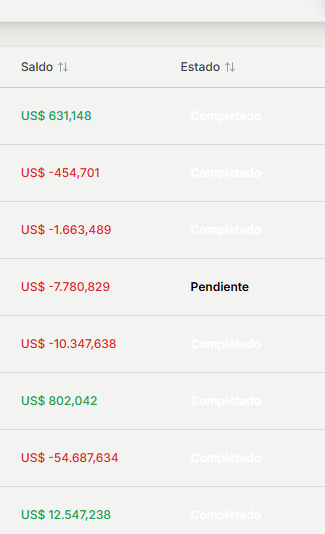 Saldo Estado
US$ 631,148 Completado
US$ -454,701 Completado
US$ -1.663,489 Completado
US$ -7.780,829 Pendiente
US$ -10.347,638 Completado
US$ 802,042 Completado
US$ -54.687,634 Completado
US$ 12.547,238 Completado